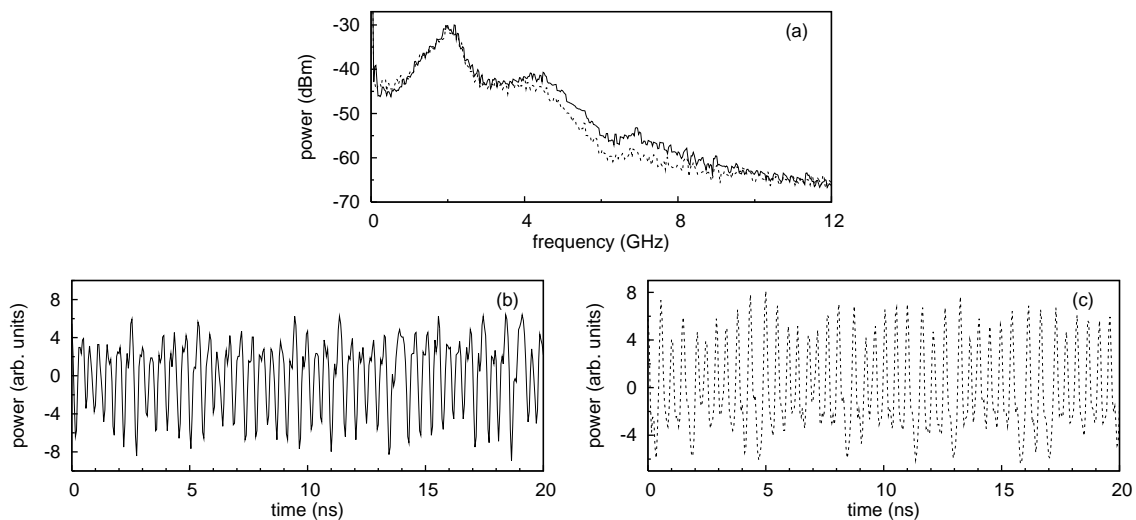 (a)
power (dBm)
-30
-40
-50
-60
-70
0 4 8 12
frequency (GHz)
(b)
power (arb. units)
8
4
0
-4
-8
0 5 10 15 20
time (ns)
(c)
power (arb. units)
8
4
0
-4
0 5 10 15 20
time (ns)